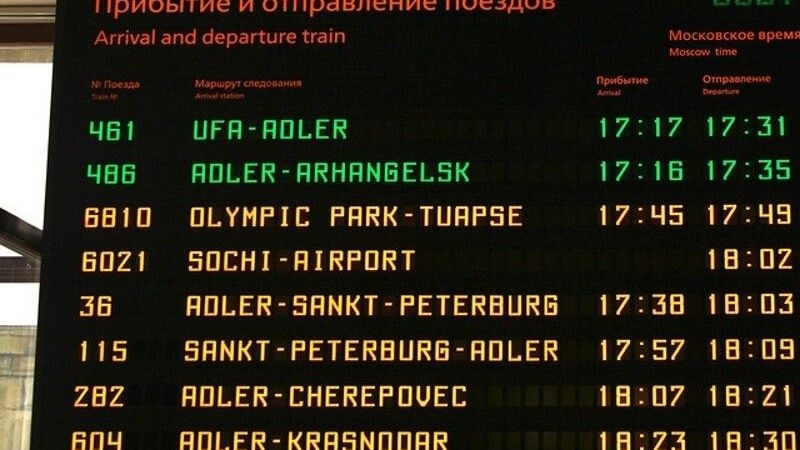 Прибытие и отправление поездов
Arrival and departure train
Московское время
Moscow time
№ Поезда Маршрут следования Прибытие Отправление
Train № Arrival station Arrival Departure
461 UFA-ADLER 17:17 17:31
486 ADLER-ARHANGELSK 17:16 17:35
6810 OLYMPIC PARK-TUAPSE 17:45 17:49
6021 SOCHI-AIRPORT 18:02
36 ADLER-SANKT-PETERBURG 17:38 18:03
115 SANKT-PETERBURG-ADLER 17:57 18:09
282 ADLER-CHEREPOVEC 18:07 18:21
604 ADLER-KRASNODAR 18:23 18:30